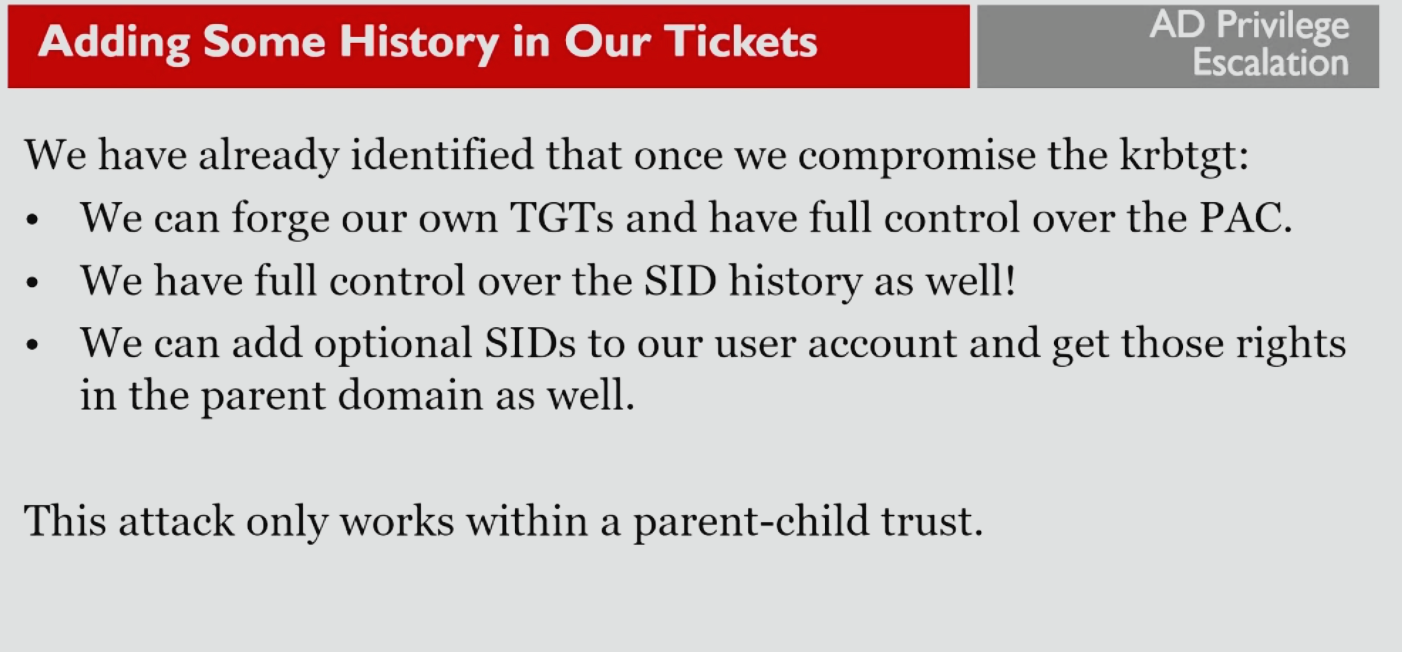 Adding Some History in Our Tickets
AD Privilege
Escalation
We have already identified that once we compromise the krbtgt:
• We can forge our own TGTs and have full control over the PAC.
• We have full control over the SID history as well!
• We can add optional SIDs to our user account and get those rights
in the parent domain as well.
This attack only works within a parent-child trust.